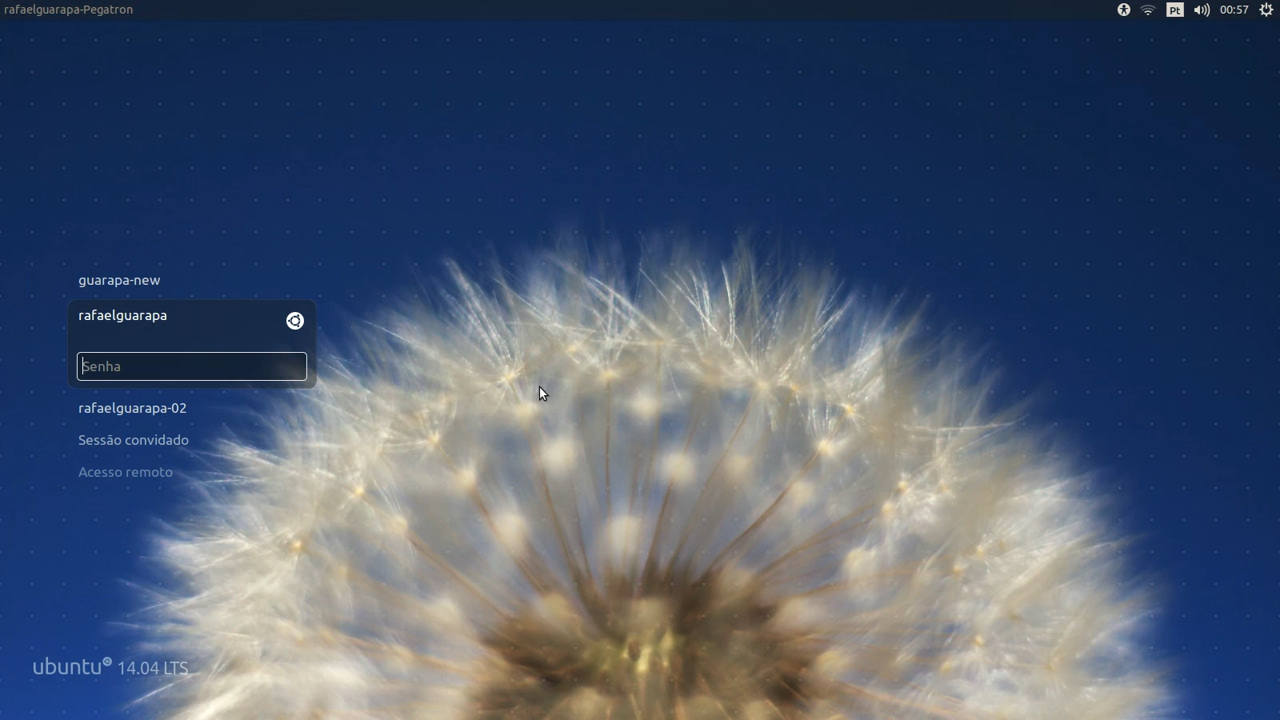 rafaelguarapa-Pegatron
Pt
00:57
guarapa-new
rafaelguarapa
Senha
rafaelguarapa-02
Sessão convidado
Acesso remoto
ubuntu® 14.04 LTS